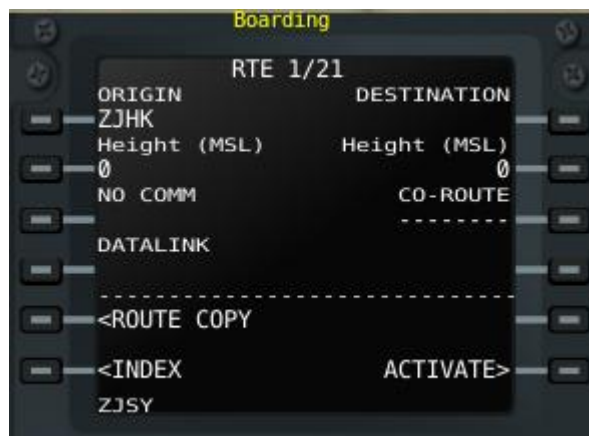 Boarding
RTE 1/21
ORIGIN DESTINATION
ZJHK
Height (MSL) Height (MSL)
0 0
NO COMM CO-ROUTE
--------
DATALINK
--------------------------------
<ROUTE COPY
<INDEX ACTIVATE>
ZJSY